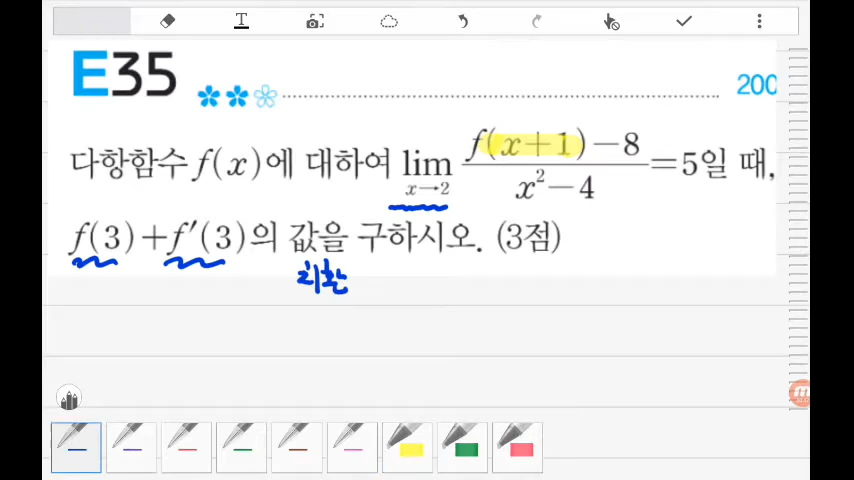 E35
200
다항함수 f(x)에 대하여 lim x→2 f(x+1)-8 / x²-4 =5일 때,
f(3)+f′(3)의 값을 구하시오. (3점)
치환